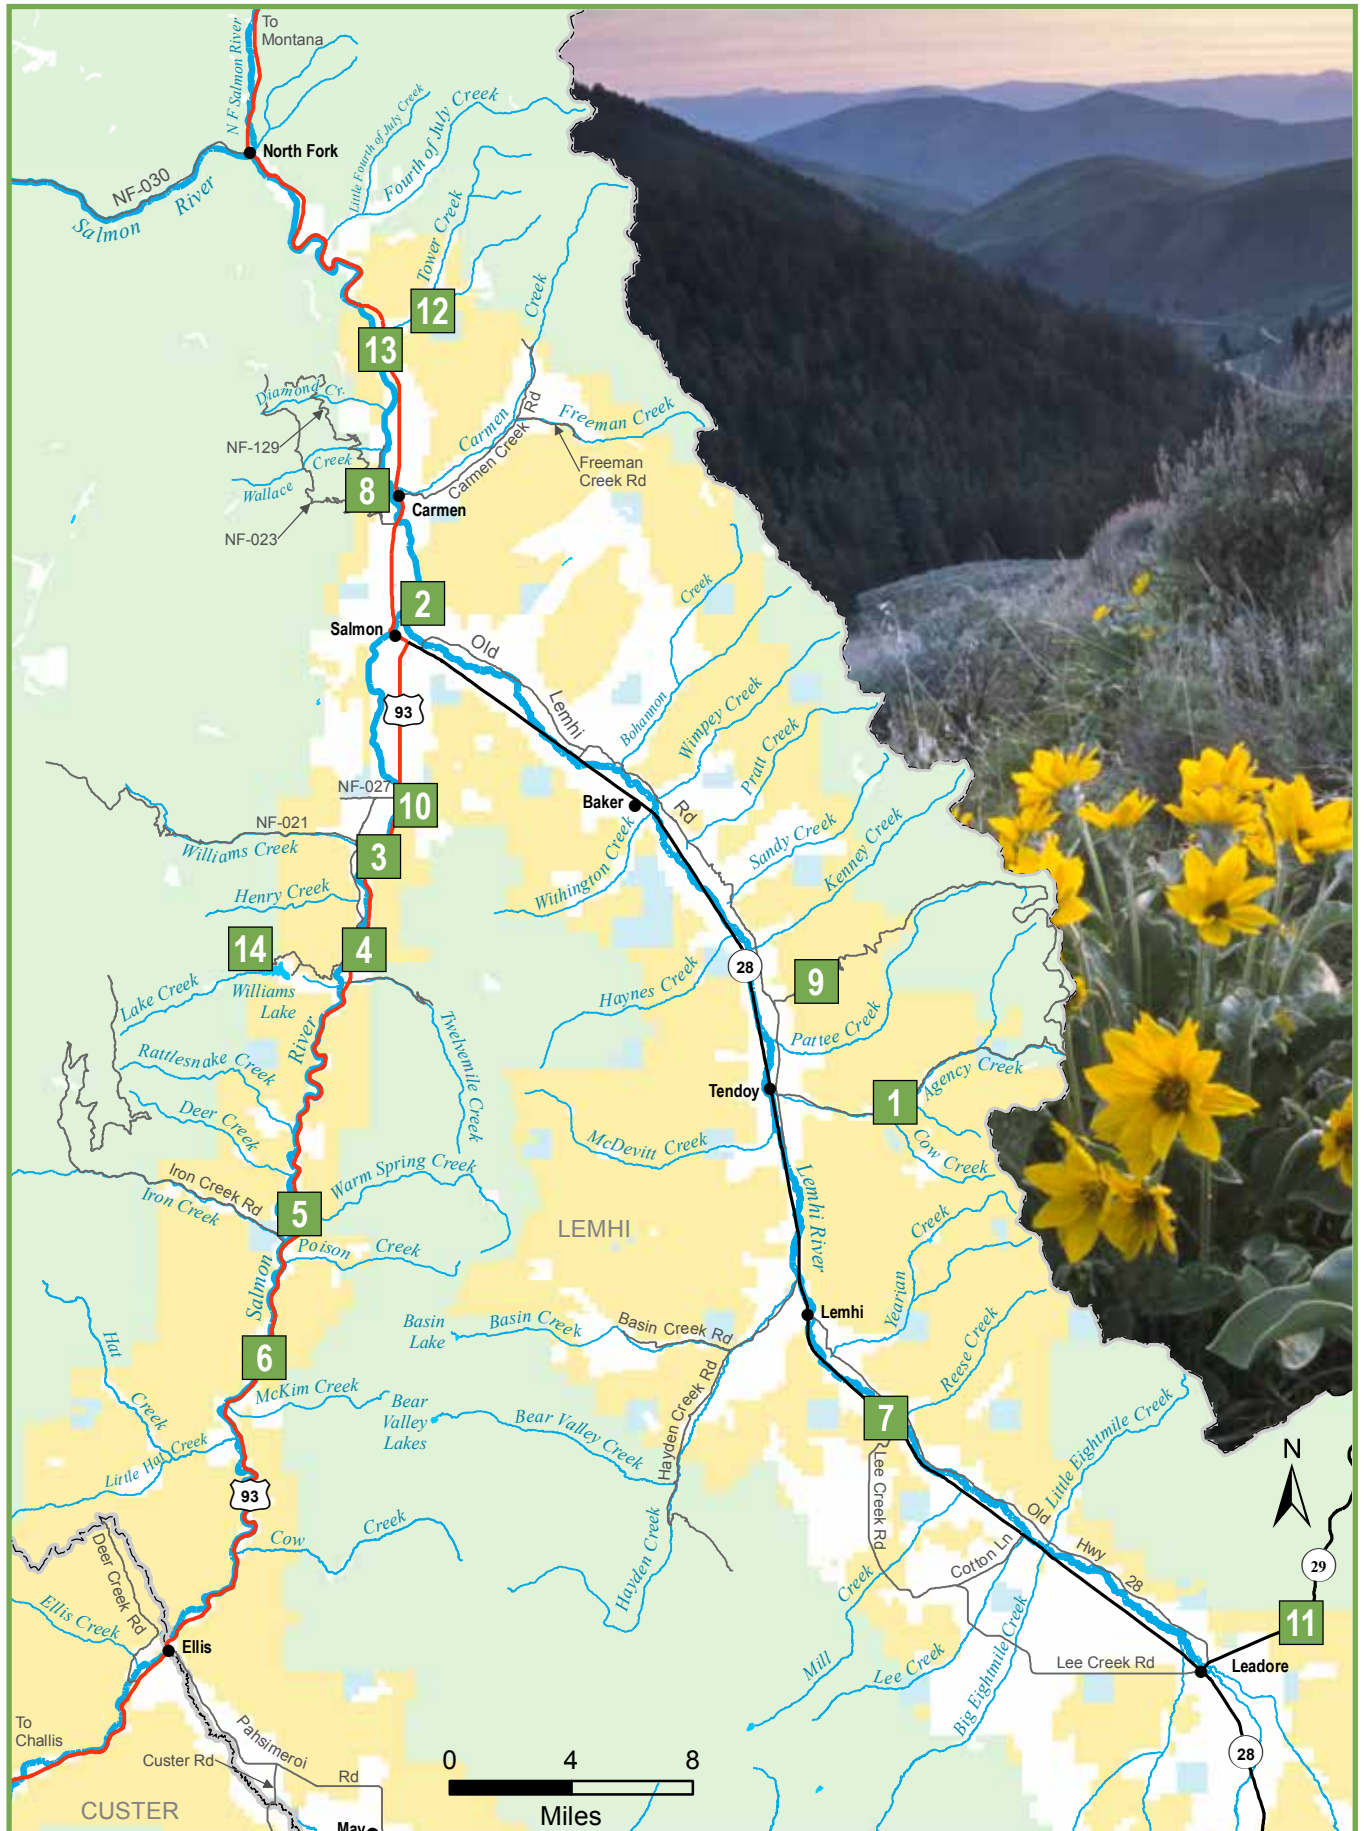 To
Montana
N F Salmon River
North Fork
NF-030
Salmon River
Little Fourth of July Creek
Fourth of July Creek
Tower Creek
12
Creek
13
Diamond Cr.
NF-129
Carmen
Carmen Creek Rd
Freeman Creek
Freeman
Creek Rd
Creek
Wallace
8
Carmen
NF-023
2
Salmon
Old
Lemhi
Rd
Creek
Bohannon
Wimpey Creek
Pratt Creek
93
NF-027
10
Baker
NF-021
Williams Creek
3
Withington Creek
Sandy Creek
Kenney Creek
Henry Creek
14
4
28
9
Lake Creek
Williams
Lake
Haynes Creek
Pattee Creek
River
Twelvemile Creek
Rattlesnake Creek
Tendoy
Agency Creek
1
Deer Creek
McDevitt Creek
Cow Creek
Iron Creek Rd
Iron Creek
Warm Spring Creek
5
Lemhi River
LEMHI
Creek
Poison Creek
Salmon
Yearian
Basin
Lake
Basin Creek
Basin Creek Rd
Lemhi
Hat
Creek
6
Reese Creek
McKim Creek
Hayden Creek Rd
Bear
Valley
Lakes
Bear Valley Creek
7
Little Eightmile Creek
Little Hat Creek
Lee Creek Rd
N
93
Old
Hwy
28
Cow Creek
Deer Creek Rd
Hayden Creek
Cotton Ln
29
Creek
Mill
Ellis Creek
Big Eightmile Creek
11
Ellis
Lee Creek
Lee Creek Rd
Leadore
To
Challis
Pahsimeroi
Rd
Custer Rd
28
0 4 8
Miles
CUSTER
May